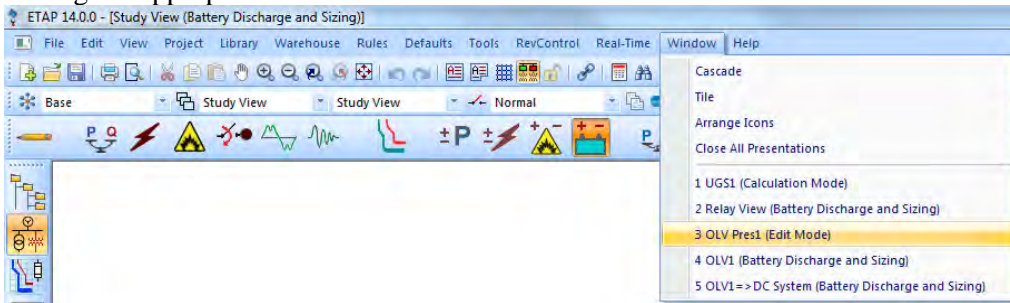 ETAP 14.0.0 - [Study View (Battery Discharge and Sizing)]
File Edit View Project Library Warehouse Rules Defaults Tools RevControl Real-Time Window Help
Cascade
Base Study View Study View Normal
Tile
Arrange Icons
P Q ±P ± + - + - P
Close All Presentations
1 UGS1 (Calculation Mode)
2 Relay View (Battery Discharge and Sizing)
3 OLV Pres1 (Edit Mode)
4 OLV1 (Battery Discharge and Sizing)
5 OLV1=>DC System (Battery Discharge and Sizing)